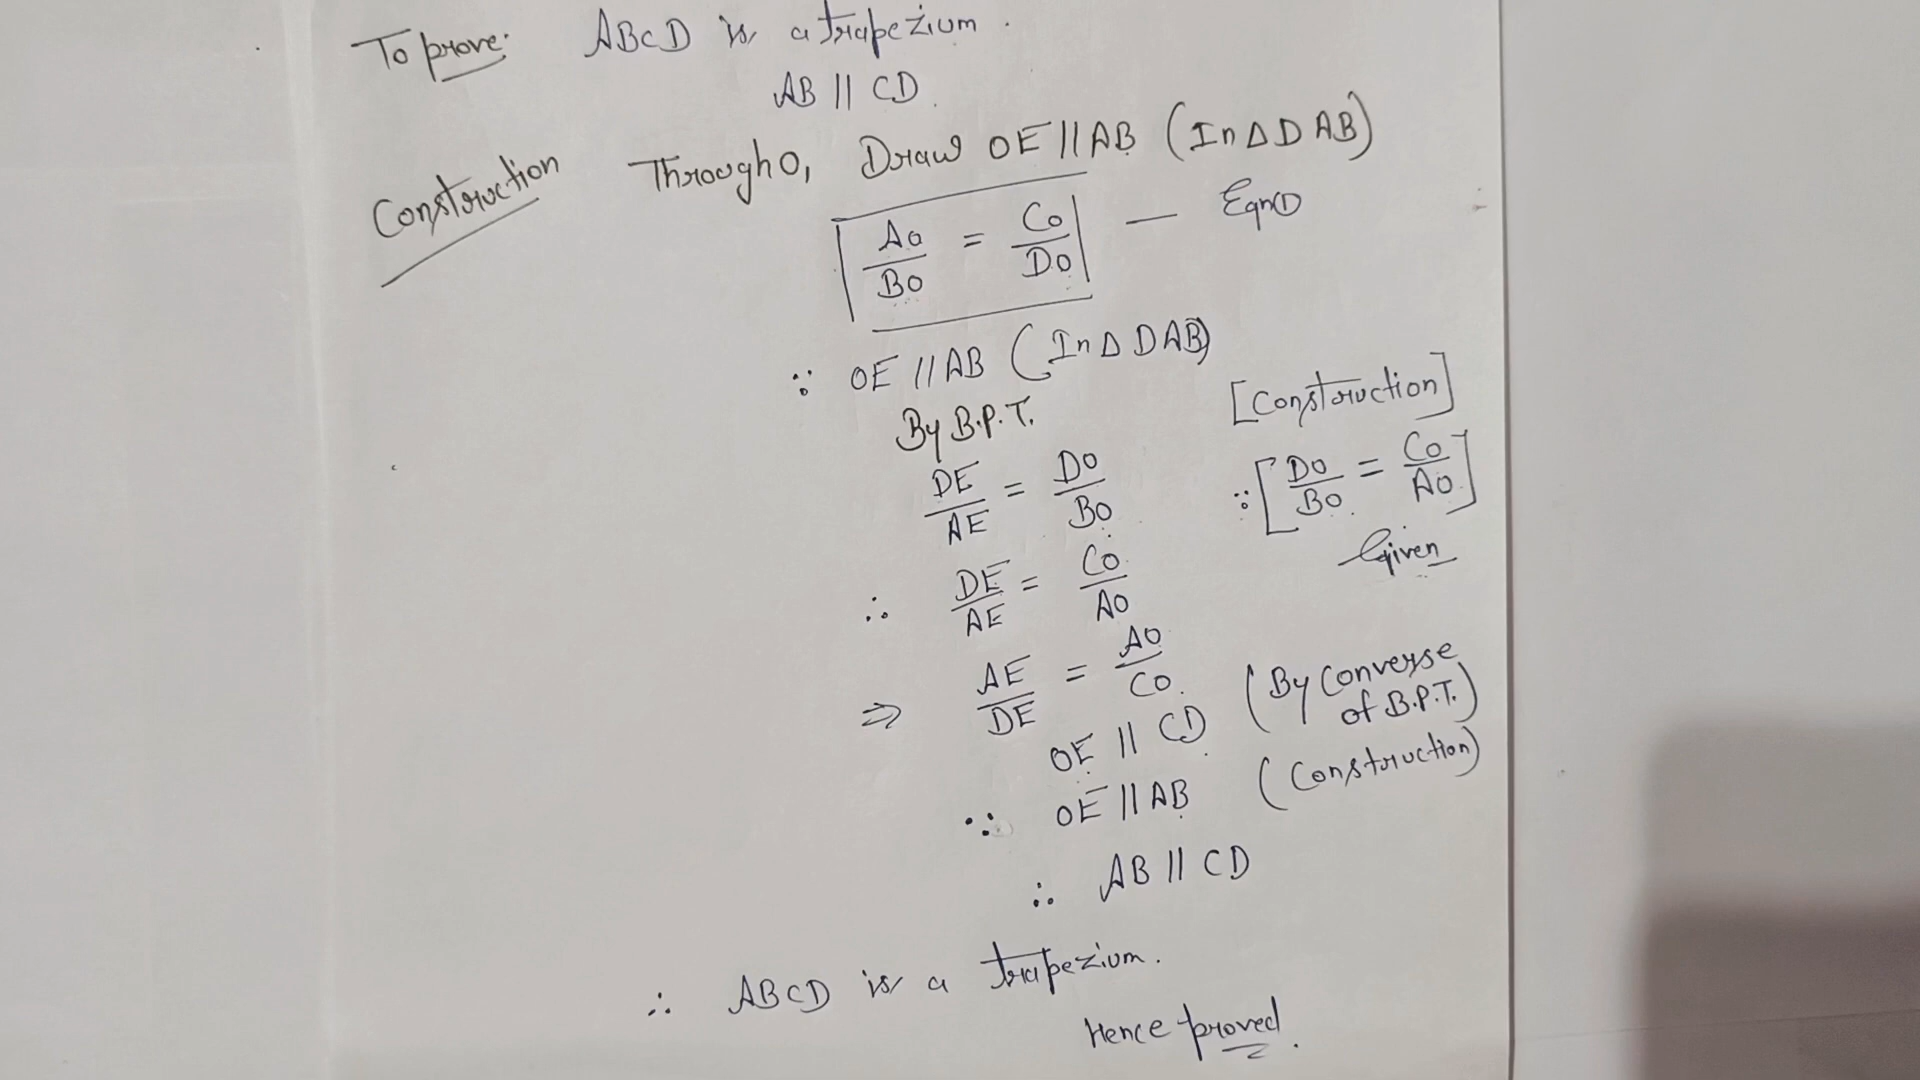 To prove: ABCD is a trapezium.
AB || CD.
Construction Through O, Draw OE || AB (In Δ DAB)
AO/BO = CO/DO — Eqn ①
∵ OE || AB (In Δ DAB)
[Construction]
By B.P.T.
DE/AE = DO/BO ∵ [DO/BO = CO/AO]
Given
∴ DE/AE = CO/AO
⇒ AE/DE = AO/CO.
OE || CD. (By Converse of B.P.T.)
∵ OE || AB (Construction)
∴ AB || CD
∴ ABCD is a trapezium.
Hence proved.